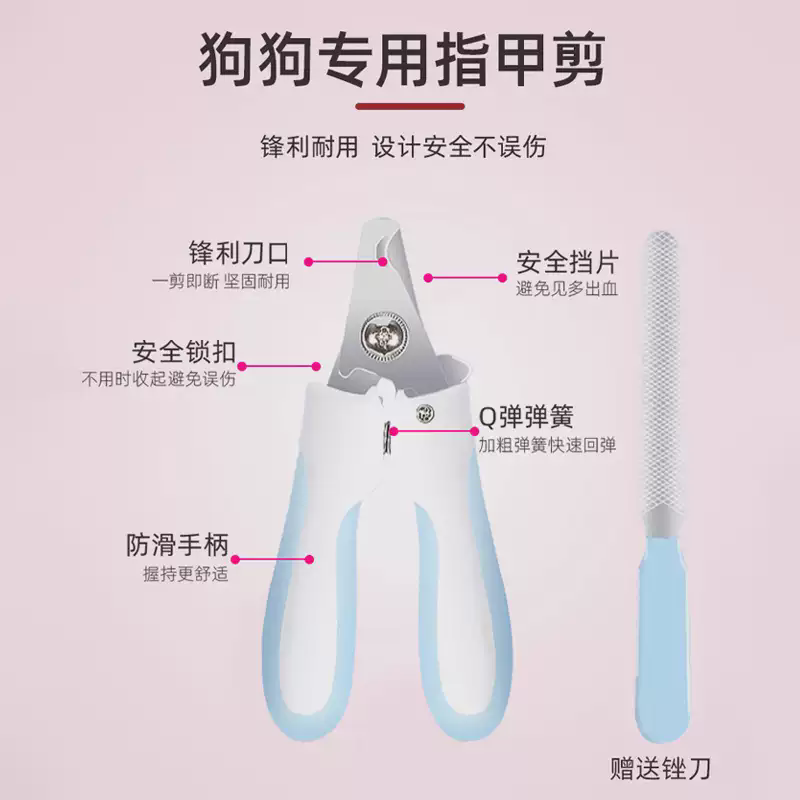 狗狗专用指甲剪
锋利耐用 设计安全不误伤
锋利刀口
一剪即断 坚固耐用
安全挡片
避免见多出血
安全锁扣
不用时收起避免误伤
Q弹弹簧
加粗弹簧快速回弹
防滑手柄
握持更舒适
赠送锉刀